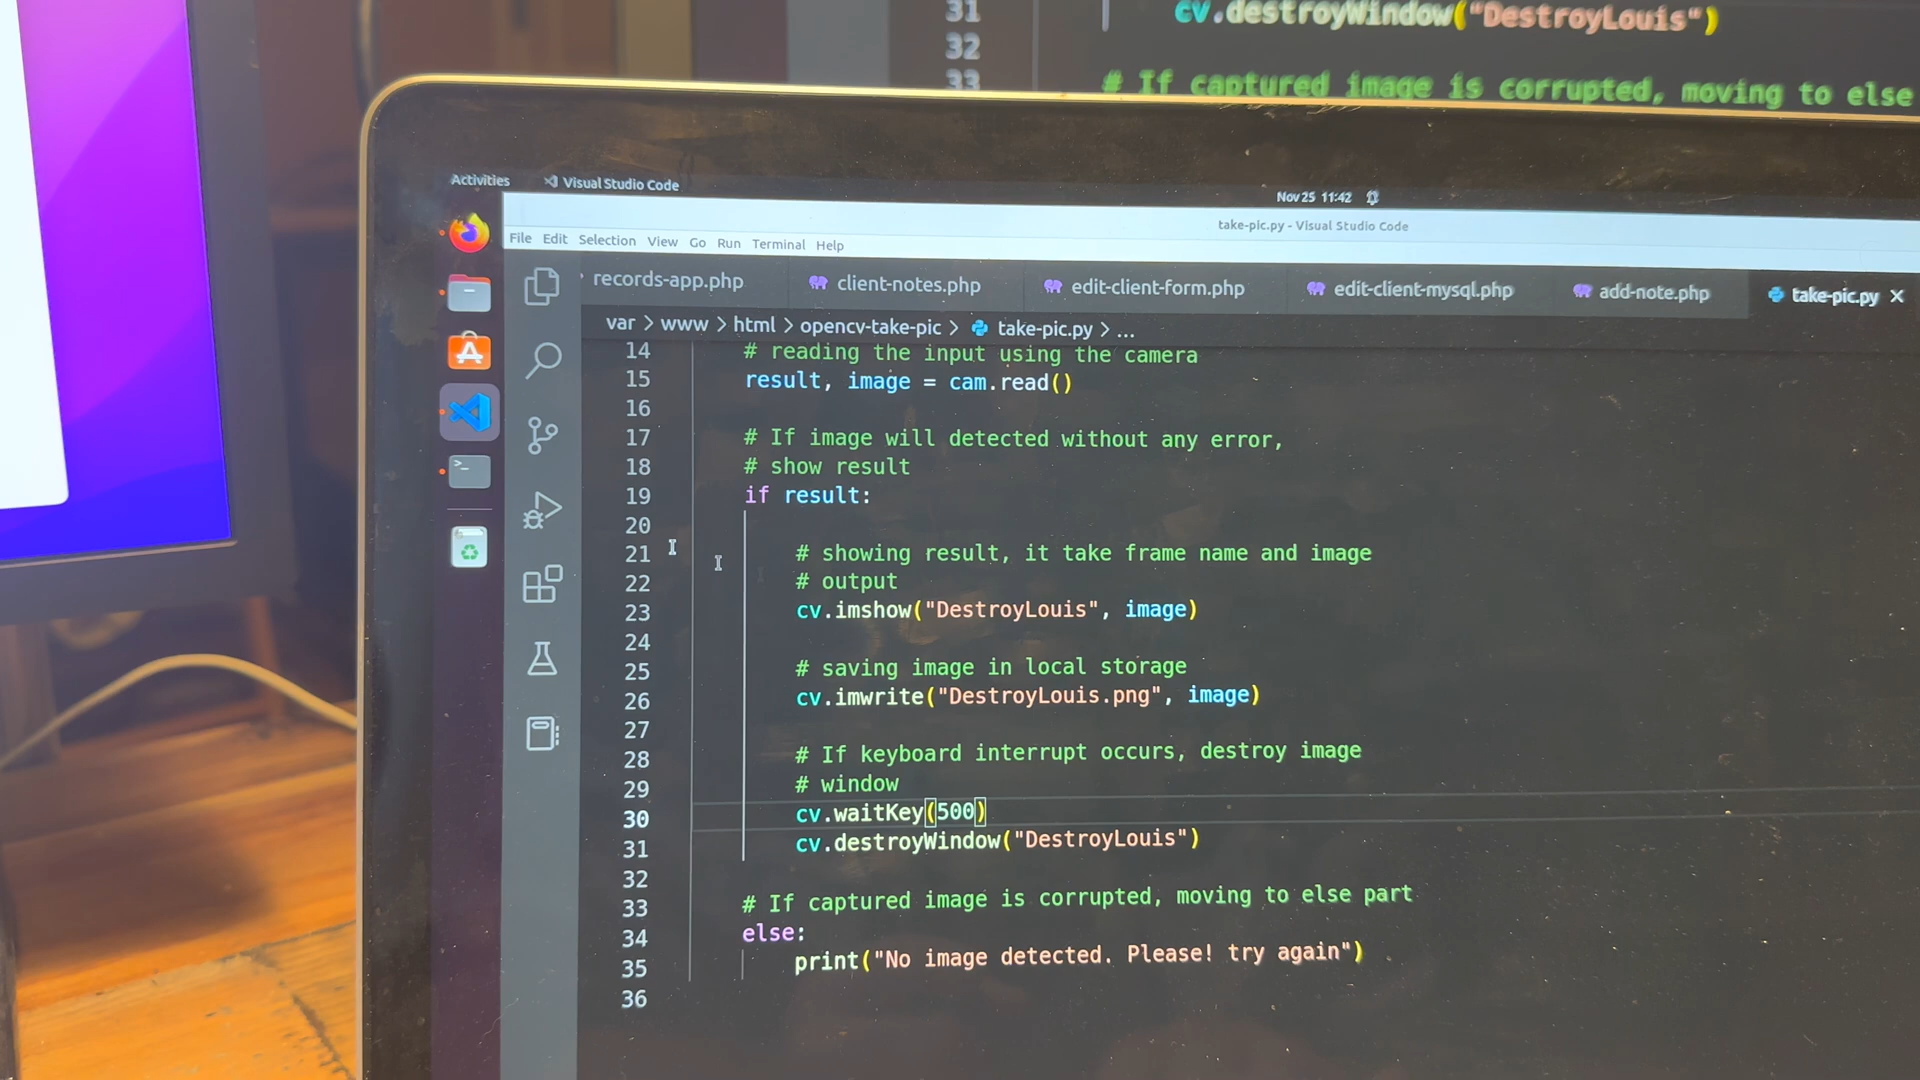 31 cv.destroyWindow("DestroyLouis")
32
33 # If captured image is corrupted, moving to else
Activities Visual Studio Code Nov 25 11:42
take-pic.py - Visual Studio Code
File Edit Selection View Go Run Terminal Help
records-app.php client-notes.php edit-client-form.php edit-client-mysql.php add-note.php take-pic.py ×
var > www > html > opencv-take-pic > take-pic.py > ...
14 # reading the input using the camera
15 result, image = cam.read()
16
17 # If image will detected without any error,
18 # show result
19 if result:
20
21 # showing result, it take frame name and image
22 # output
23 cv.imshow("DestroyLouis", image)
24
25 # saving image in local storage
26 cv.imwrite("DestroyLouis.png", image)
27
28 # If keyboard interrupt occurs, destroy image
29 # window
30 cv.waitKey(500)
31 cv.destroyWindow("DestroyLouis")
32
33 # If captured image is corrupted, moving to else part
34 else:
35 print("No image detected. Please! try again")
36